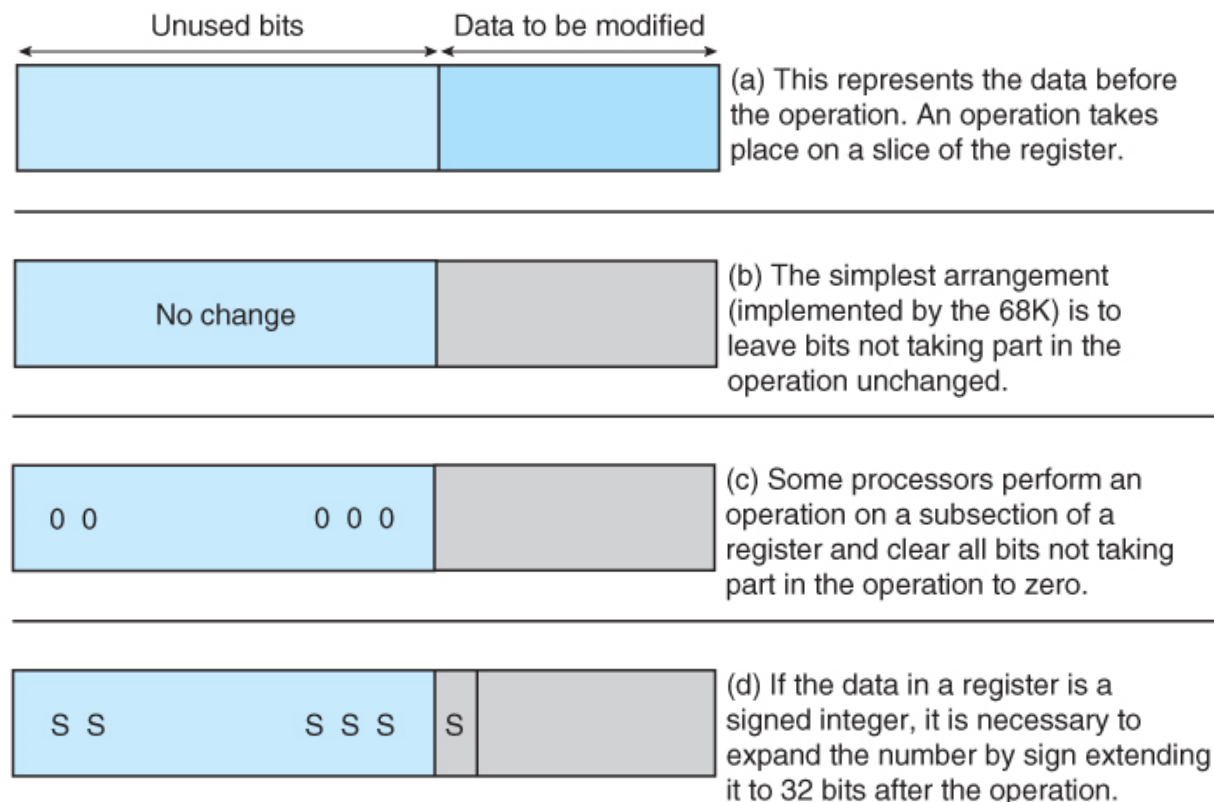 Unused bits
Data to be modified
(a) This represents the data before
the operation. An operation takes
place on a slice of the register.
No change
(b) The simplest arrangement
(implemented by the 68K) is to
leave bits not taking part in the
operation unchanged.
0 0
0 0 0
(c) Some processors perform an
operation on a subsection of a
register and clear all bits not taking
part in the operation to zero.
S S
S S S
S
(d) If the data in a register is a
signed integer, it is necessary to
expand the number by sign extending
it to 32 bits after the operation.